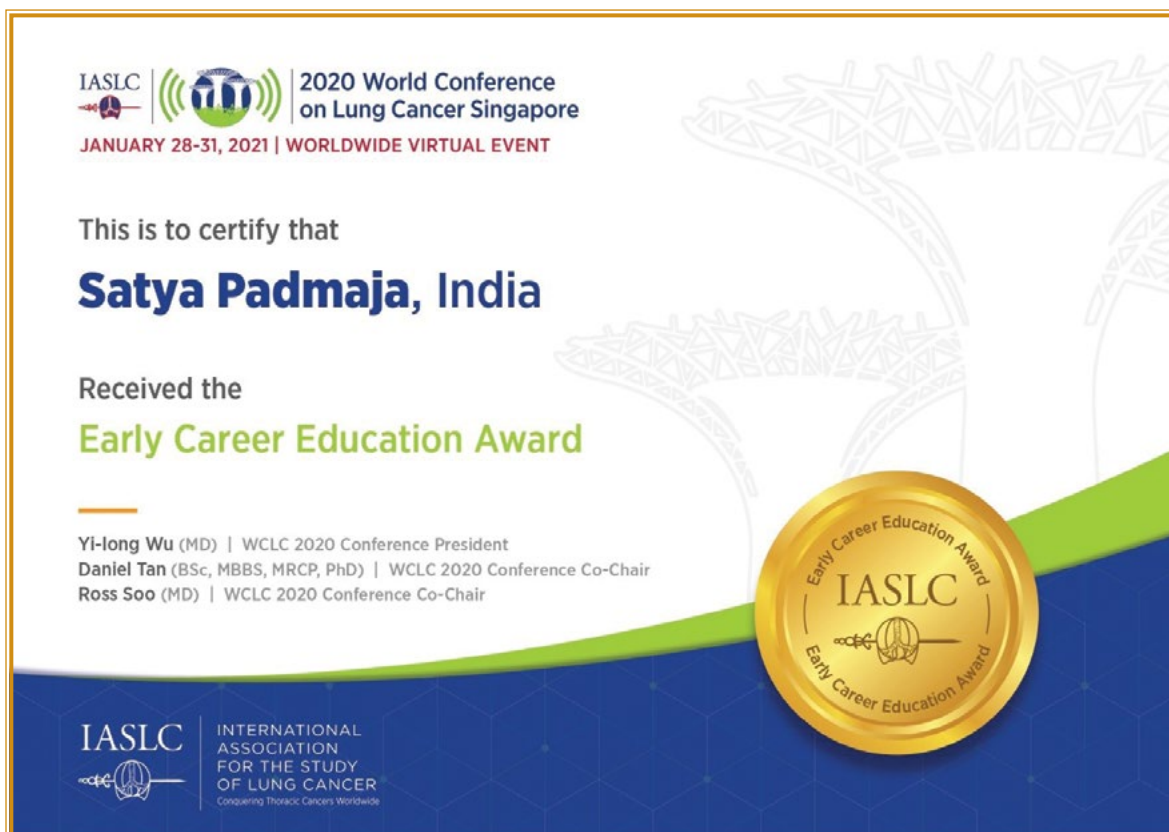 IASLC
2020 World Conference
on Lung Cancer Singapore
JANUARY 28-31, 2021 | WORLDWIDE VIRTUAL EVENT
This is to certify that
Satya Padmaja, India
Received the
Early Career Education Award
Yi-long Wu (MD) | WCLC 2020 Conference President
Daniel Tan (BSc, MBBS, MRCP, PhD) | WCLC 2020 Conference Co-Chair
Ross Soo (MD) | WCLC 2020 Conference Co-Chair
Early Career Education Award
IASLC
Early Career Education Award
IASLC
INTERNATIONAL
ASSOCIATION
FOR THE STUDY
OF LUNG CANCER
Conquering Thoracic Cancers Worldwide